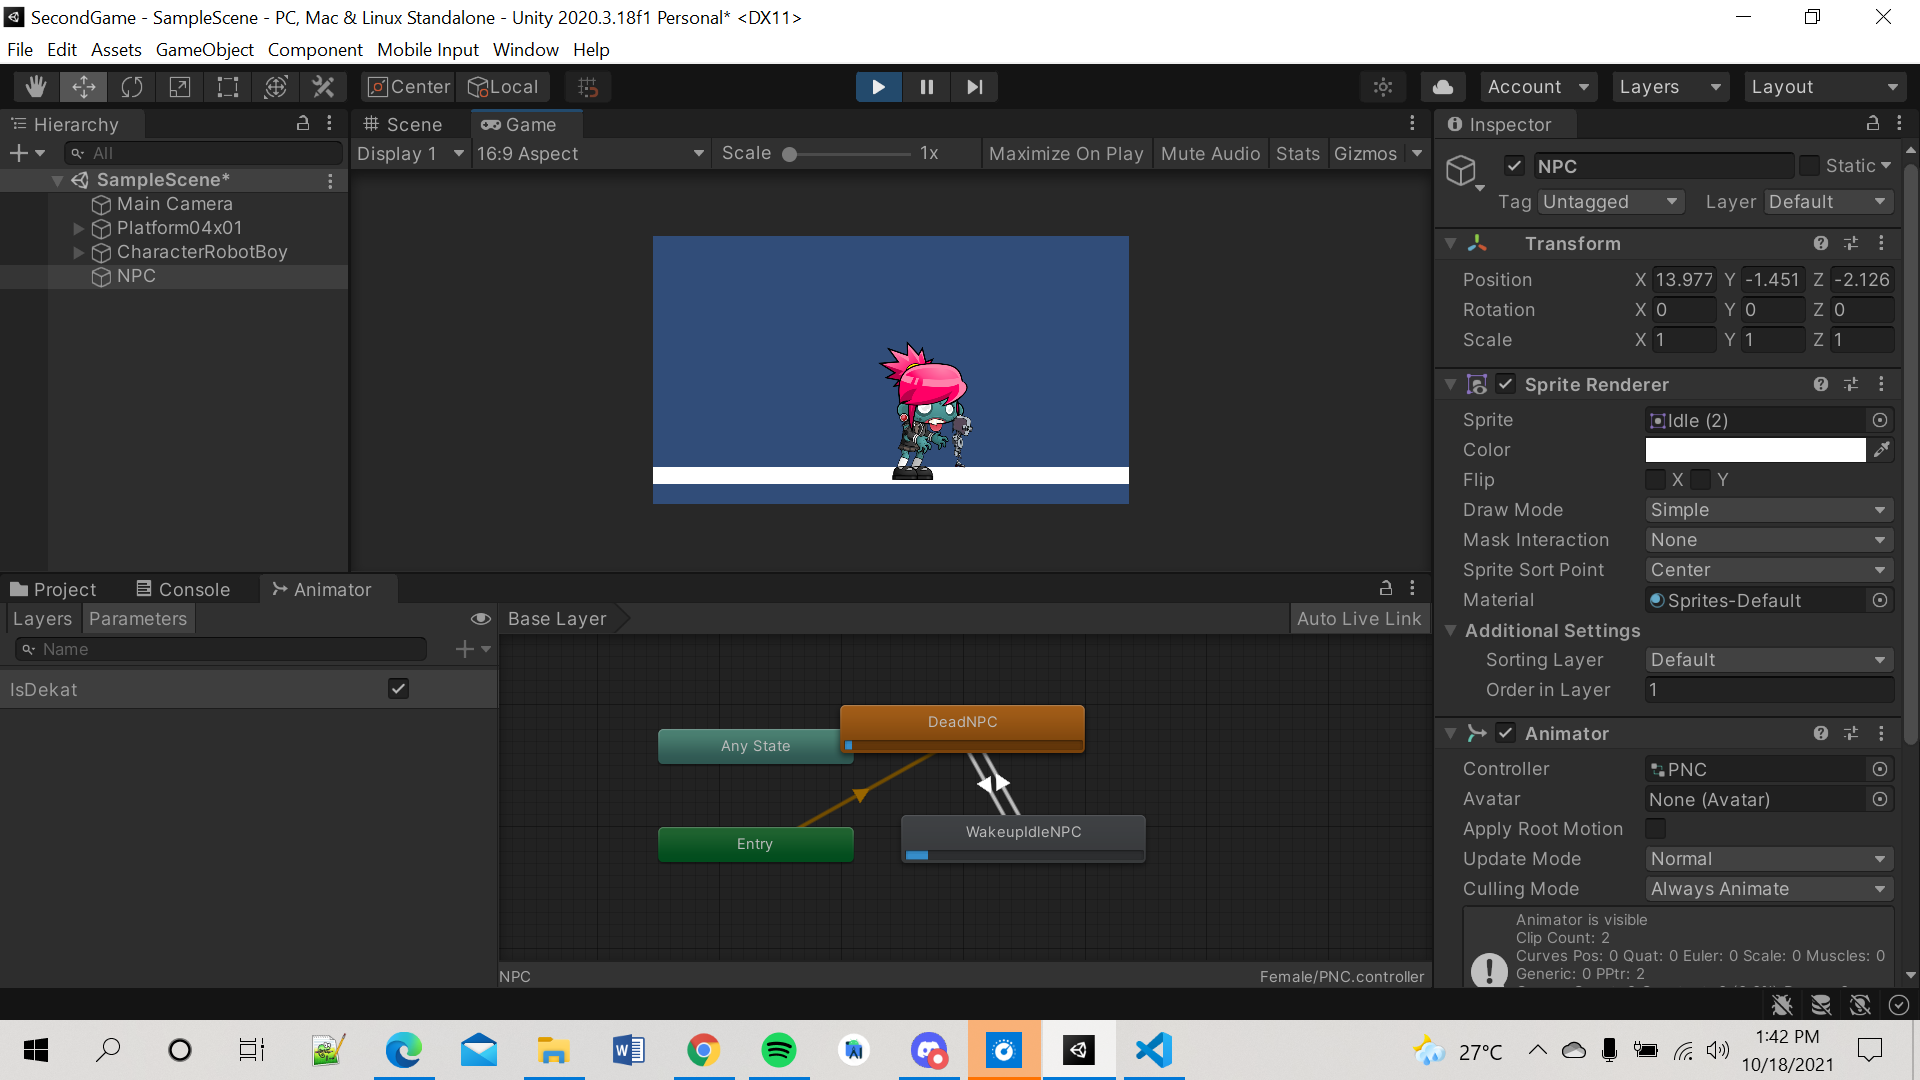 SecondGame - SampleScene - PC, Mac & Linux Standalone - Unity 2020.3.18f1 Personal* <DX11>
File Edit Assets GameObject Component Mobile Input Window Help
Center Local Account Layers Layout
Hierarchy
All
SampleScene*
Main Camera
Platform04x01
CharacterRobotBoy
NPC
Scene Game
Display 1 16:9 Aspect Scale 1x Maximize On Play Mute Audio Stats Gizmos
Inspector
NPC Static
Tag Untagged Layer Default
Transform
Position X 13.977 Y -1.451 Z -2.126
Rotation X 0 Y 0 Z 0
Scale X 1 Y 1 Z 1
Sprite Renderer
Sprite Idle (2)
Color
Flip X Y
Draw Mode Simple
Mask Interaction None
Sprite Sort Point Center
Material Sprites-Default
Additional Settings
Sorting Layer Default
Order in Layer 1
Animator
Controller PNC
Avatar None (Avatar)
Apply Root Motion
Update Mode Normal
Culling Mode Always Animate
Animator is visible
Clip Count: 2
Curves Pos: 0 Quat: 0 Euler: 0 Scale: 0 Muscles: 0
Generic: 0 PPtr: 2
Project Console Animator
Layers Parameters
Name
IsDekat
Base Layer Auto Live Link
DeadNPC
Any State
WakeupIdleNPC
Entry
NPC Female/PNC.controller
27°C
1:42 PM
10/18/2021